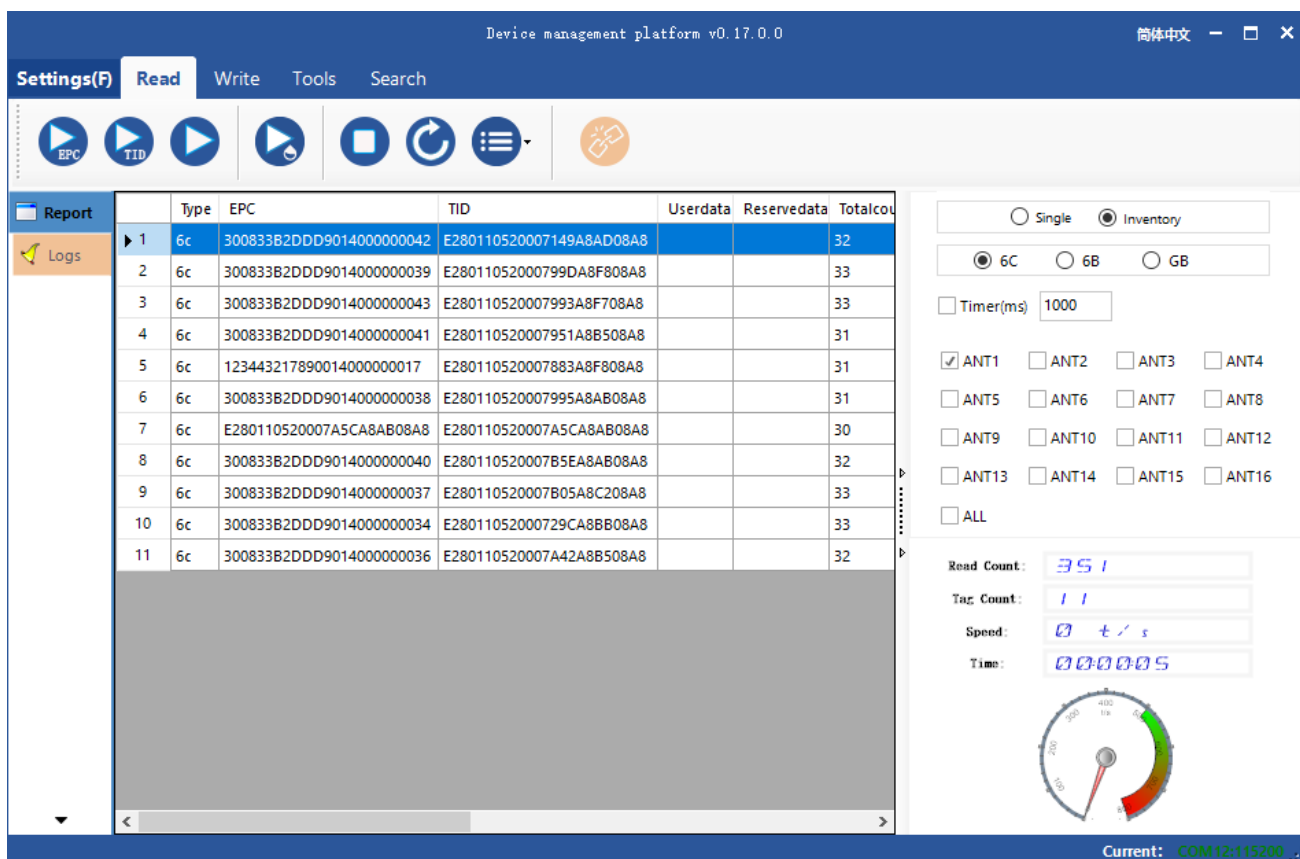 Device management platform v0.17.0.0 简体中文
Settings(F) Read Write Tools Search
EPC TID
Report
Logs
Type EPC TID Userdata Reservedata Totalcou
1 6c 300833B2DDD9014000000042 E280110520007149A8AD08A8 32
2 6c 300833B2DDD9014000000039 E28011052000799DA8F808A8 33
3 6c 300833B2DDD9014000000043 E280110520007993A8F708A8 33
4 6c 300833B2DDD9014000000041 E280110520007951A8B508A8 31
5 6c 123443217890014000000017 E280110520007883A8F808A8 31
6 6c 300833B2DDD9014000000038 E280110520007995A8AB08A8 31
7 6c E280110520007A5CA8AB08A8 E280110520007A5CA8AB08A8 30
8 6c 300833B2DDD9014000000040 E280110520007B5EA8AB08A8 32
9 6c 300833B2DDD9014000000037 E280110520007B05A8C208A8 33
10 6c 300833B2DDD9014000000034 E28011052000729CA8BB08A8 33
11 6c 300833B2DDD9014000000036 E280110520007A42A8B508A8 32
Single Inventory
6C 6B GB
Timer(ms) 1000
ANT1 ANT2 ANT3 ANT4
ANT5 ANT6 ANT7 ANT8
ANT9 ANT10 ANT11 ANT12
ANT13 ANT14 ANT15 ANT16
ALL
Read Count: 351
Tag Count: 11
Speed: 0 t/s
Time: 00:00:05
100 200 300 400
Current: COM12:115200